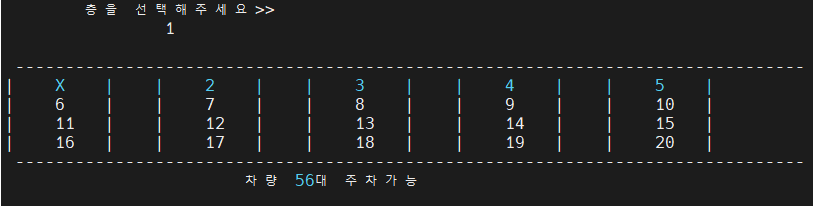 층을 선택해주세요>>
1
--------------------------------------------------------------------------------
|    X    |    |    2    |    |    3    |    |    4    |    |    5    |
|    6    |    |    7    |    |    8    |    |    9    |    |    10    |
|    11    |    |    12    |    |    13    |    |    14    |    |    15    |
|    16    |    |    17    |    |    18    |    |    19    |    |    20    |
--------------------------------------------------------------------------------
차량 56대 주차가능